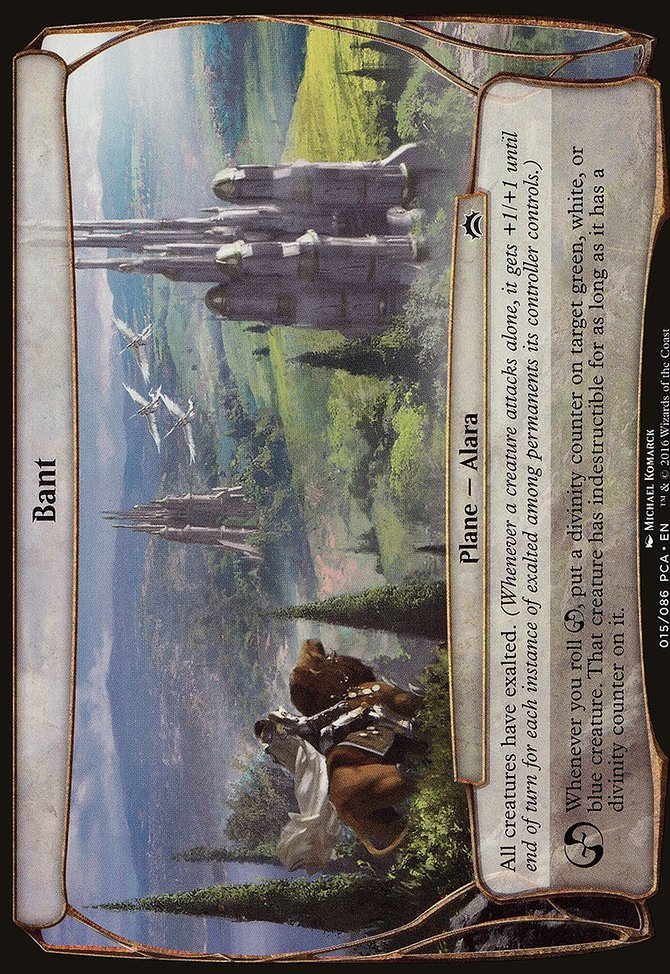 Bant
Plane — Alara
All creatures have exalted. (Whenever a creature attacks alone, it gets +1/+1 until
end of turn for each instance of exalted among permanents its controller controls.)
Whenever you roll , put a divinity counter on target green, white, or
blue creature. That creature has indestructible for as long as it has a
divinity counter on it.
015/086 PCA • EN
MICHAEL KOMARCK
™ & © 2016 Wizards of the Coast